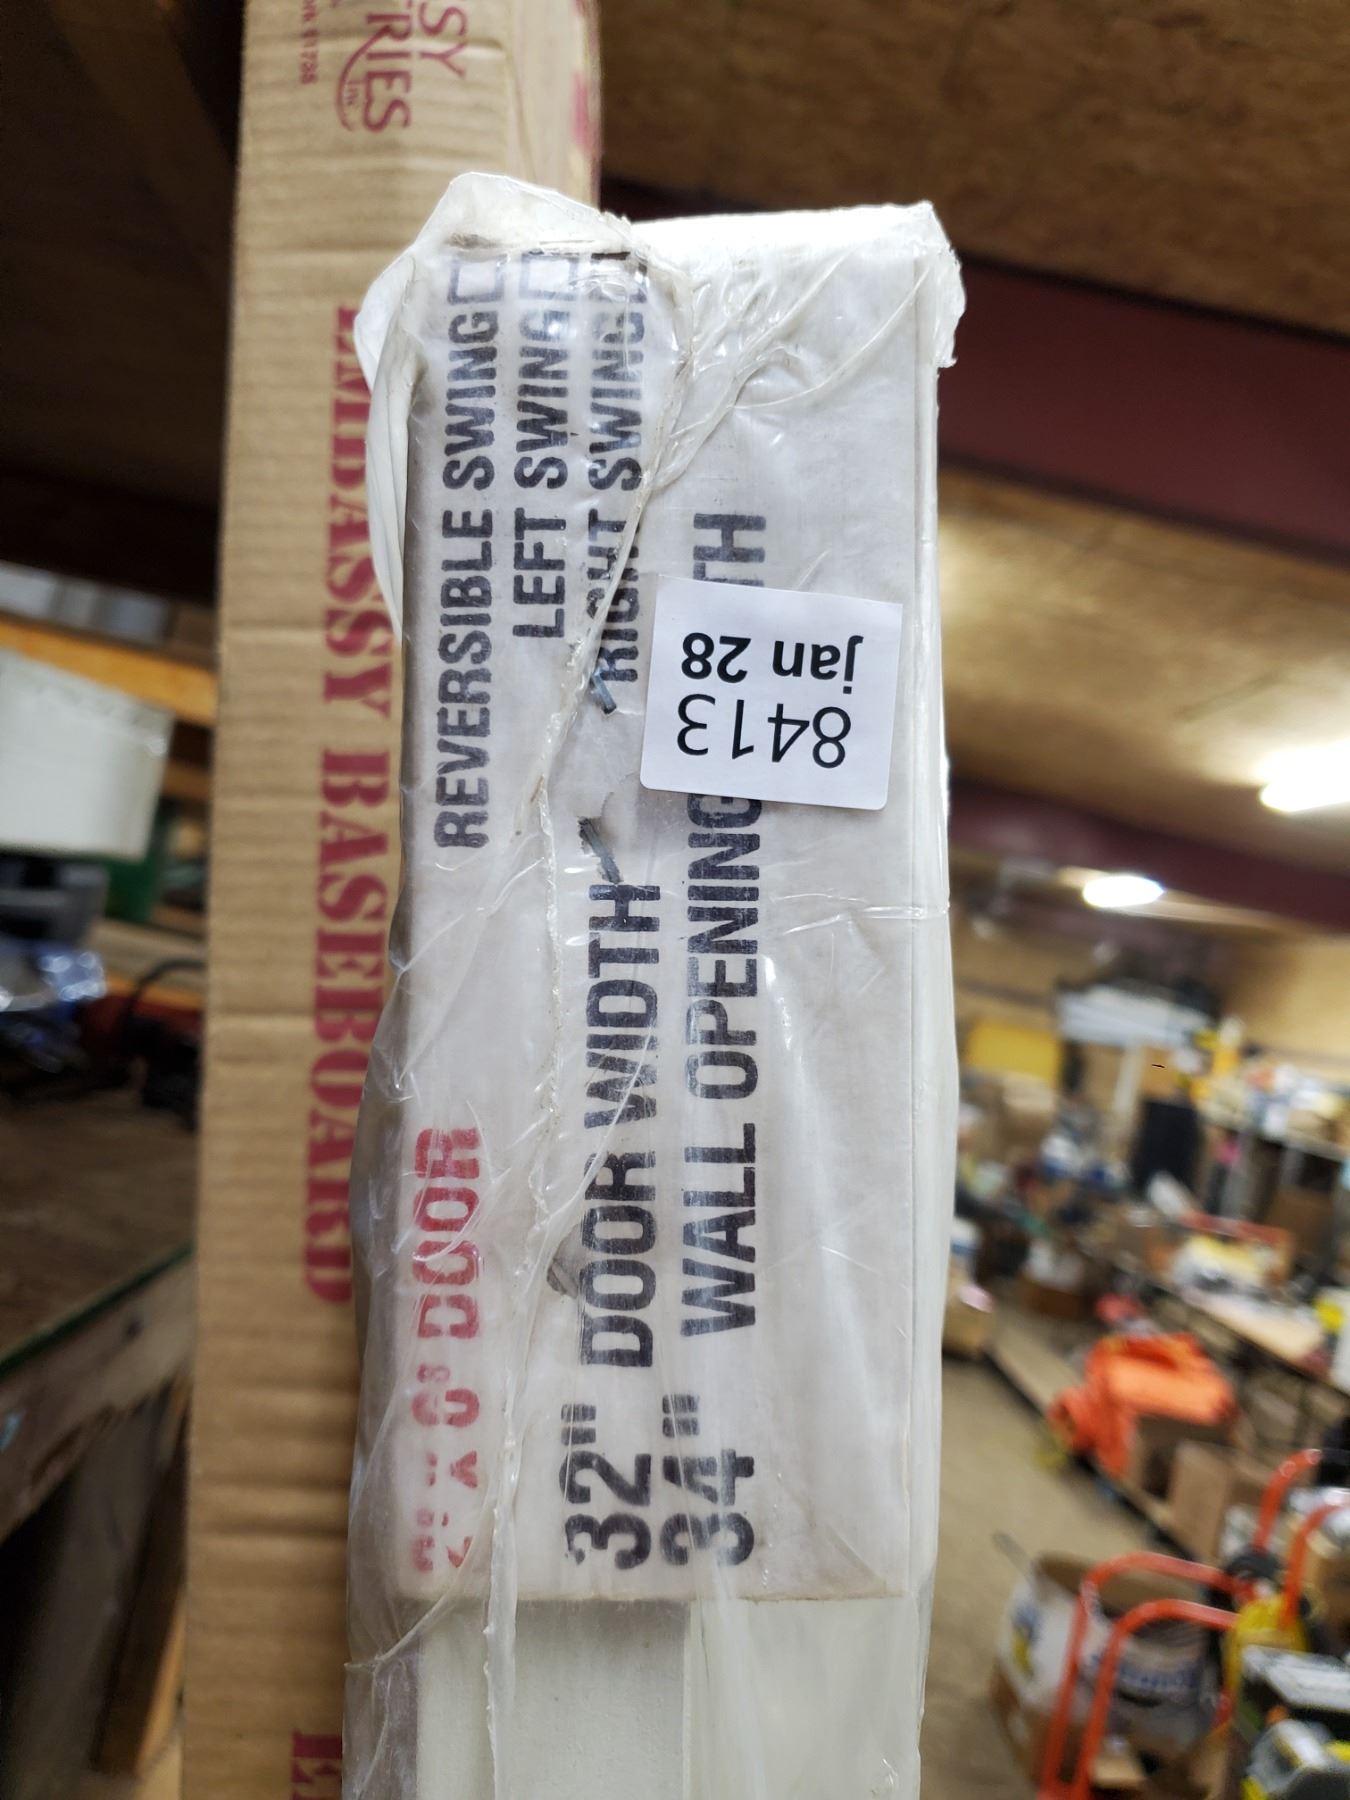 EMBASSY BASEBOARD
REVERSIBLE SWING
LEFT SWING
RIGHT SWING
DOOR
32" DOOR WIDTH
34" WALL OPENING
8413
jan 28